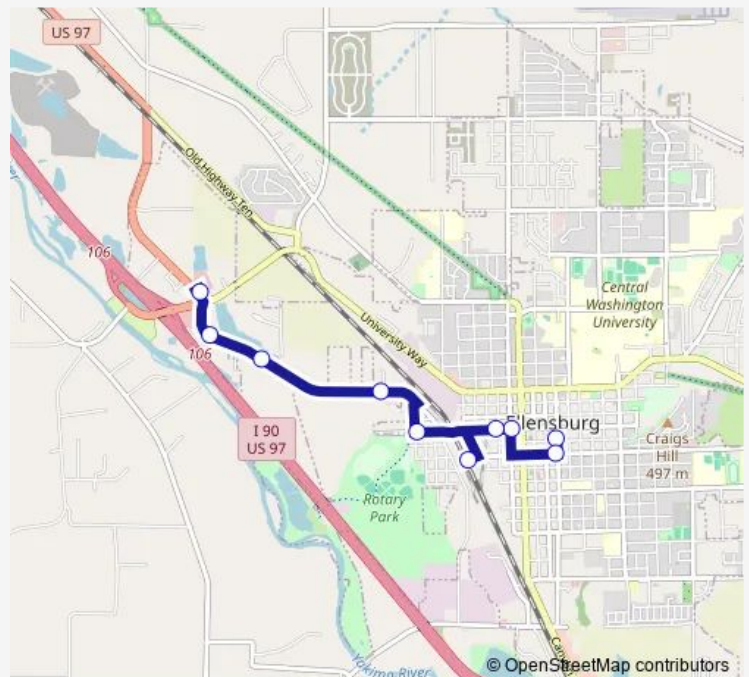 US 97
Old Highway Ten
106
106
University Way
Central
Washington
University
I 90
US 97
Ellensburg
Craigs
Hill
497 m
Rotary
Park
Yakima River
© OpenStreetMap contributors